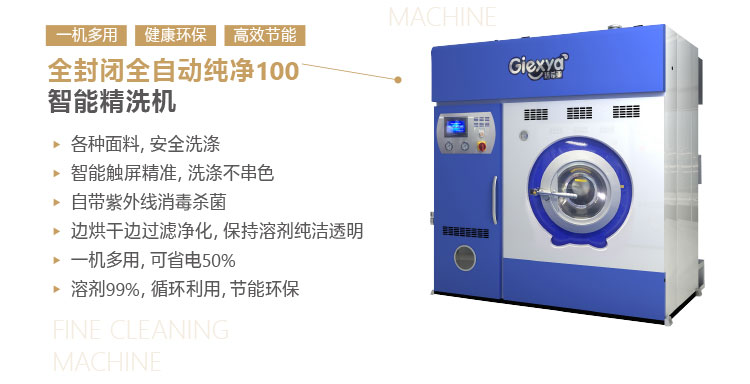 MACHINE
一机多用 健康环保 高效节能
全封闭全自动纯净100
智能精洗机
各种面料, 安全洗涤
智能触屏精准, 洗涤不串色
自带紫外线消毒杀菌
边烘干边过滤净化, 保持溶剂纯洁透明
一机多用, 可省电50%
溶剂99%, 循环利用, 节能环保
FINE CLEANING
MACHINE
Giexya